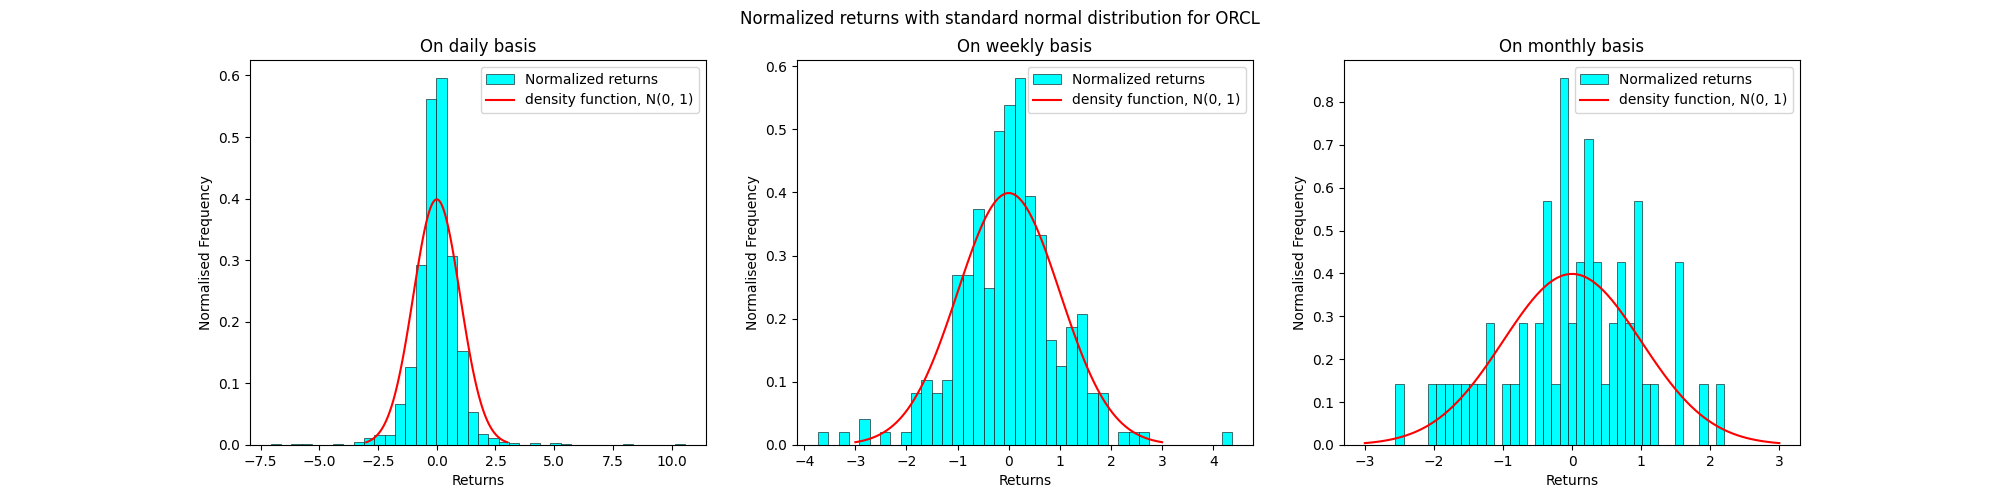 Normalized returns with standard normal distribution for ORCL
On daily basis
Normalized returns
density function, N(0, 1)
Normalised Frequency
0.6
0.5
0.4
0.3
0.2
0.1
0.0
−7.5 −5.0 −2.5 0.0 2.5 5.0 7.5 10.0
Returns
On weekly basis
Normalized returns
density function, N(0, 1)
Normalised Frequency
0.6
0.5
0.4
0.3
0.2
0.1
0.0
−4 −3 −2 −1 0 1 2 3 4
Returns
On monthly basis
Normalized returns
density function, N(0, 1)
Normalised Frequency
0.8
0.7
0.6
0.5
0.4
0.3
0.2
0.1
0.0
−3 −2 −1 0 1 2 3
Returns